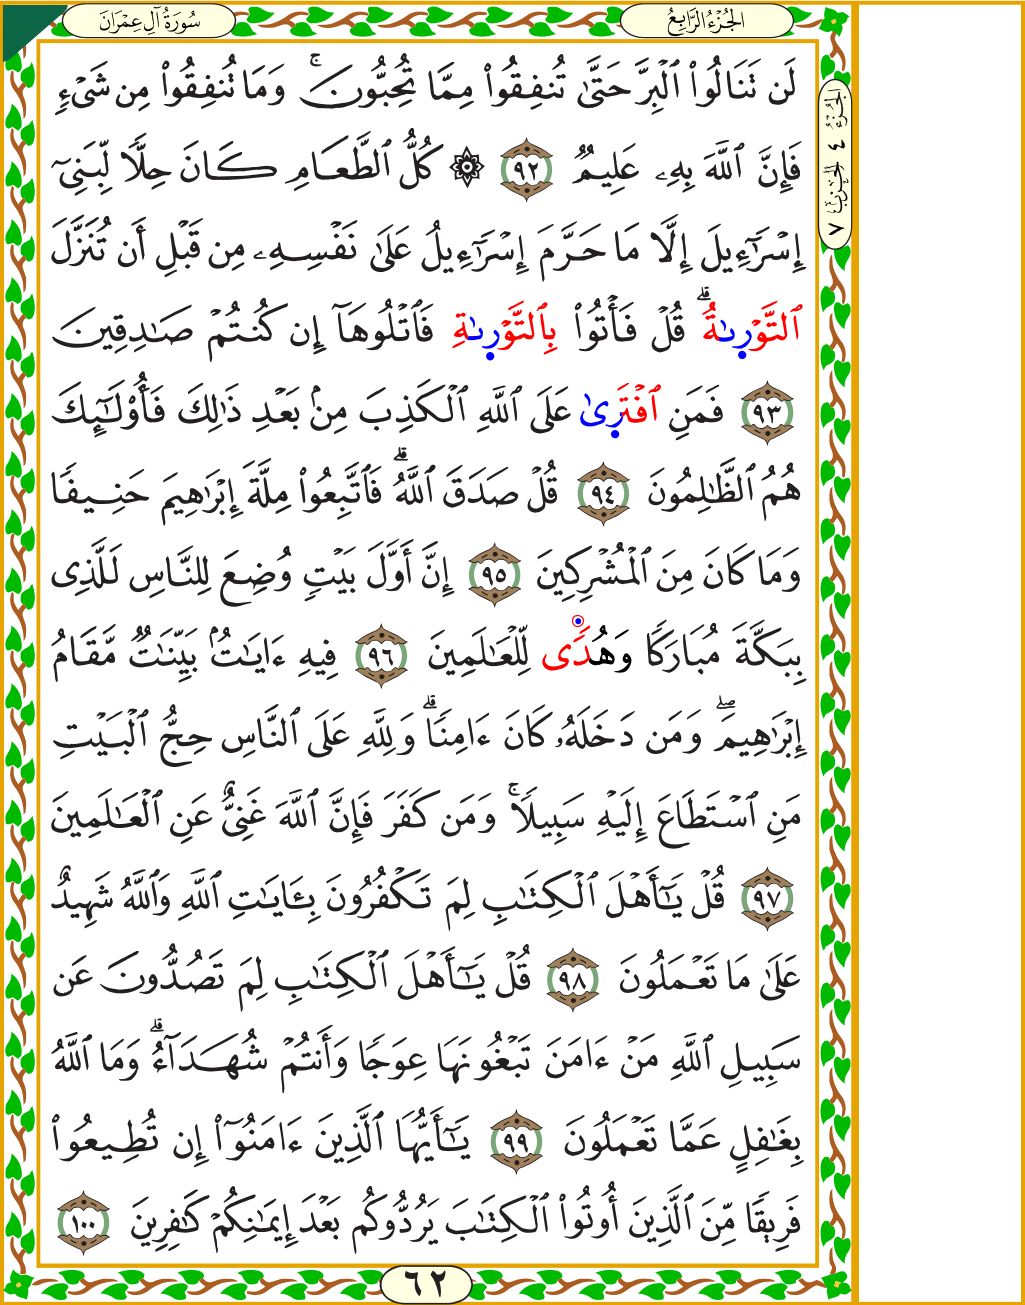 سُورَةُ آلِ عِمْرَان
الجُزْءُ الرَّابِعُ
الجُزْءُ ٤ الحِزْبُ ٧
لَن تَنَالُوا۟ ٱلْبِرَّ حَتَّىٰ تُنفِقُوا۟ مِمَّا تُحِبُّونَ ۚ وَمَا تُنفِقُوا۟ مِن شَىْءٍۢ
فَإِنَّ ٱللَّهَ بِهِۦ عَلِيمٌۭ ٩٢ ۞ كُلُّ ٱلطَّعَامِ كَانَ حِلًّۭا لِّبَنِىٓ
إِسْرَٰٓءِيلَ إِلَّا مَا حَرَّمَ إِسْرَٰٓءِيلُ عَلَىٰ نَفْسِهِۦ مِن قَبْلِ أَن تُنَزَّلَ
ٱلتَّوْرَىٰةُ ۗ قُلْ فَأْتُوا۟ بِٱلتَّوْرَىٰةِ فَٱتْلُوهَآ إِن كُنتُمْ صَـٰدِقِينَ
٩٣ فَمَنِ ٱفْتَرَىٰ عَلَى ٱللَّهِ ٱلْكَذِبَ مِنۢ بَعْدِ ذَٰلِكَ فَأُو۟لَـٰٓئِكَ
هُمُ ٱلظَّـٰلِمُونَ ٩٤ قُلْ صَدَقَ ٱللَّهُ ۗ فَٱتَّبِعُوا۟ مِلَّةَ إِبْرَٰهِيمَ حَنِيفًۭا
وَمَا كَانَ مِنَ ٱلْمُشْرِكِينَ ٩٥ إِنَّ أَوَّلَ بَيْتٍۢ وُضِعَ لِلنَّاسِ لَلَّذِى
بِبَكَّةَ مُبَارَكًۭا وَهُدًۭى لِّلْعَـٰلَمِينَ ٩٦ فِيهِ ءَايَـٰتٌۢ بَيِّنَـٰتٌۭ مَّقَامُ
إِبْرَٰهِيمَ ۖ وَمَن دَخَلَهُۥ كَانَ ءَامِنًۭا ۗ وَلِلَّهِ عَلَى ٱلنَّاسِ حِجُّ ٱلْبَيْتِ
مَنِ ٱسْتَطَاعَ إِلَيْهِ سَبِيلًۭا ۚ وَمَن كَفَرَ فَإِنَّ ٱللَّهَ غَنِىٌّ عَنِ ٱلْعَـٰلَمِينَ
٩٧ قُلْ يَـٰٓأَهْلَ ٱلْكِتَـٰبِ لِمَ تَكْفُرُونَ بِـَٔايَـٰتِ ٱللَّهِ وَٱللَّهُ شَهِيدٌ
عَلَىٰ مَا تَعْمَلُونَ ٩٨ قُلْ يَـٰٓأَهْلَ ٱلْكِتَـٰبِ لِمَ تَصُدُّونَ عَن
سَبِيلِ ٱللَّهِ مَنْ ءَامَنَ تَبْغُونَهَا عِوَجًۭا وَأَنتُمْ شُهَدَآءُ ۗ وَمَا ٱللَّهُ
بِغَـٰفِلٍ عَمَّا تَعْمَلُونَ ٩٩ يَـٰٓأَيُّهَا ٱلَّذِينَ ءَامَنُوٓا۟ إِن تُطِيعُوا۟
فَرِيقًۭا مِّنَ ٱلَّذِينَ أُوتُوا۟ ٱلْكِتَـٰبَ يَرُدُّوكُم بَعْدَ إِيمَـٰنِكُمْ كَـٰفِرِينَ ١٠٠
٦٢